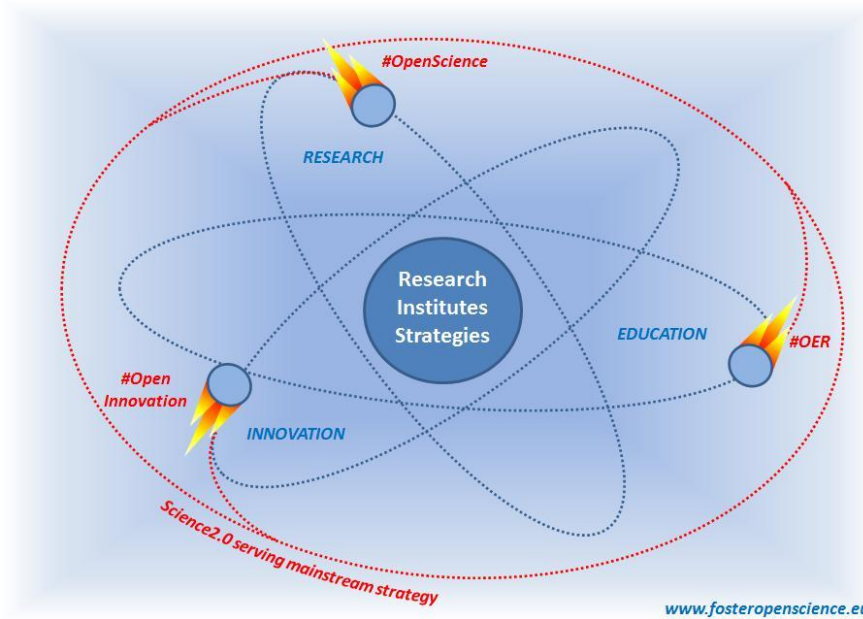 #OpenScience
RESEARCH
Research
Institutes
Strategies
EDUCATION
#OER
#Open
Innovation
INNOVATION
Science2.0 serving mainstream strategy
www.fosteropenscience.eu